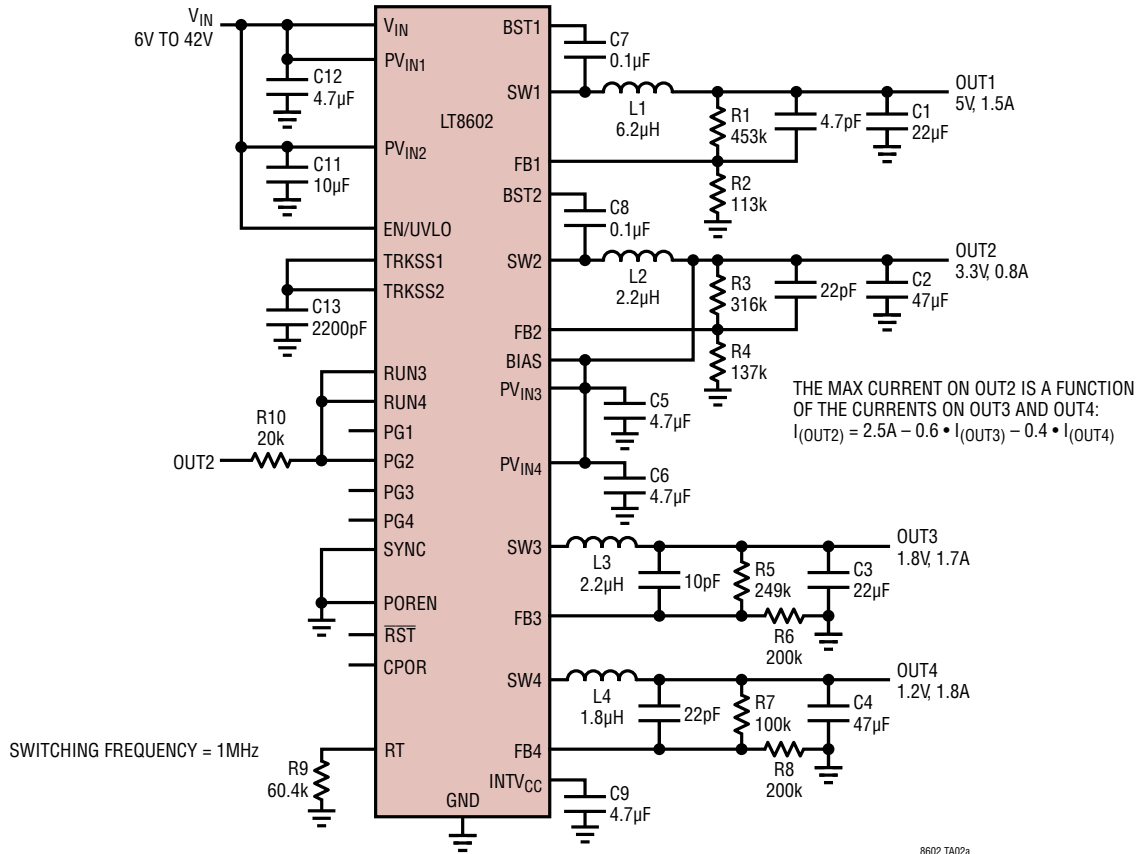 VIN
6V TO 42V
VIN
PVIN1
C12
4.7µF
PVIN2
C11
10µF
EN/UVLO
TRKSS1
TRKSS2
C13
2200pF
RUN3
RUN4
PG1
R10
20k
OUT2
PG2
PG3
PG4
SYNC
POREN
RST
CPOR
SWITCHING FREQUENCY = 1MHz
RT
R9
60.4k
GND
LT8602
BST1
C7
0.1µF
SW1
L1
6.2µH
OUT1
5V, 1.5A
R1
453k
4.7pF
C1
22µF
FB1
R2
113k
BST2
C8
0.1µF
SW2
L2
2.2µH
OUT2
3.3V, 0.8A
R3
316k
22pF
C2
47µF
FB2
R4
137k
BIAS
PVIN3
C5
4.7µF
PVIN4
C6
4.7µF
THE MAX CURRENT ON OUT2 IS A FUNCTION
OF THE CURRENTS ON OUT3 AND OUT4:
I(OUT2) = 2.5A – 0.6 • I(OUT3) – 0.4 • I(OUT4)
SW3
L3
2.2µH
OUT3
1.8V, 1.7A
10pF
R5
249k
C3
22µF
FB3
R6
200k
SW4
L4
1.8µH
OUT4
1.2V, 1.8A
22pF
R7
100k
C4
47µF
FB4
R8
200k
INTVCC
C9
4.7µF
8602 TA02a